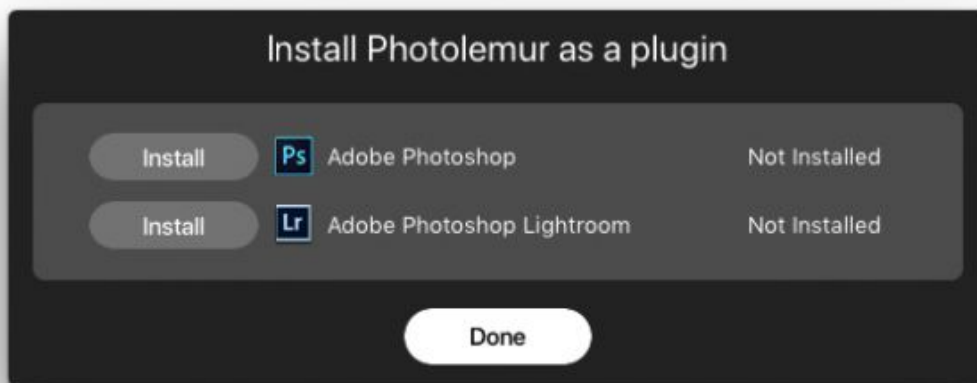 Install Photolemur as a plugin
Install Ps Adobe Photoshop Not Installed
Install Lr Adobe Photoshop Lightroom Not Installed
Done